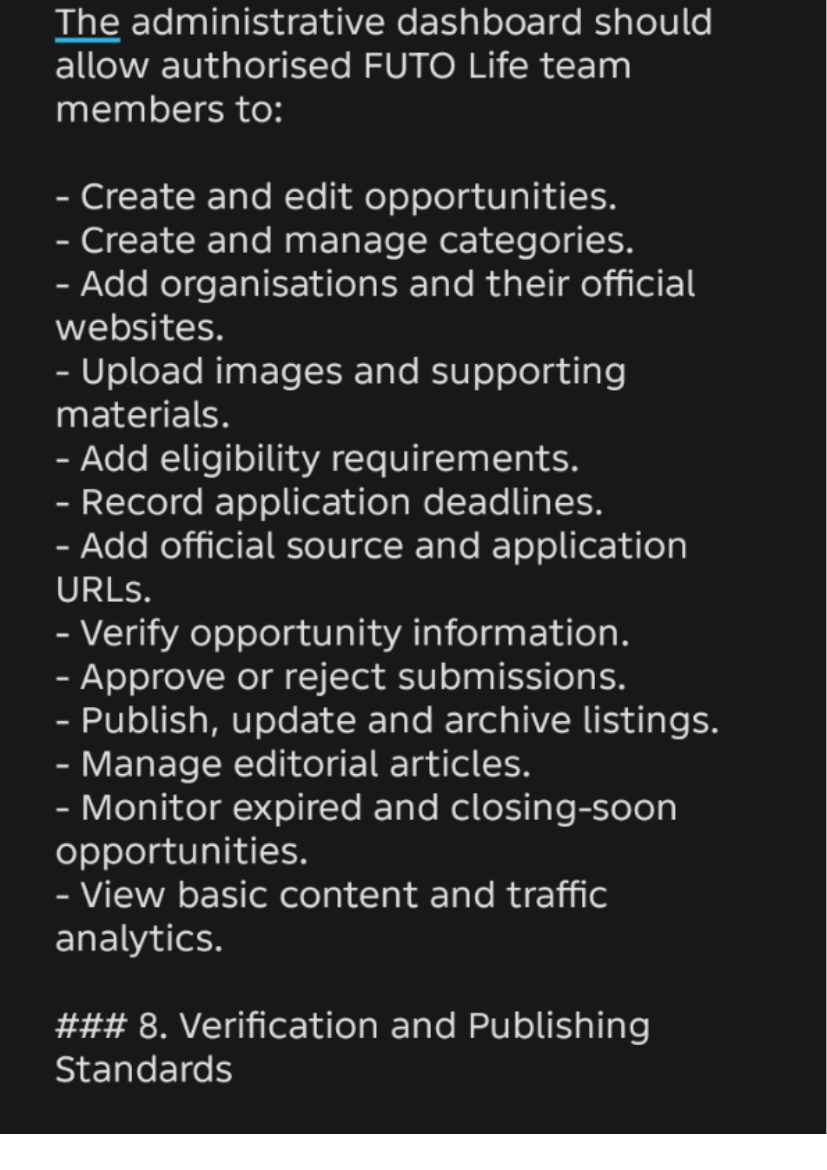 The administrative dashboard should
allow authorised FUTO Life team
members to:
- Create and edit opportunities.
- Create and manage categories.
- Add organisations and their official
websites.
- Upload images and supporting
materials.
- Add eligibility requirements.
- Record application deadlines.
- Add official source and application
URLs.
- Verify opportunity information.
- Approve or reject submissions.
- Publish, update and archive listings.
- Manage editorial articles.
- Monitor expired and closing-soon
opportunities.
- View basic content and traffic
analytics.
### 8. Verification and Publishing
Standards